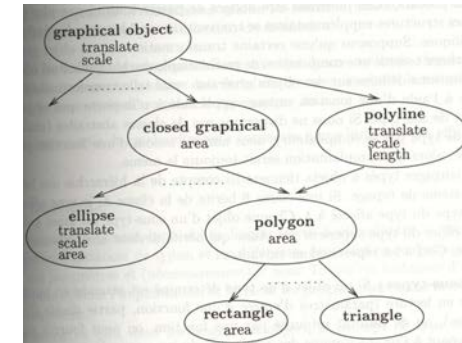 graphical object
translate
scale
closed graphical
area
polyline
translate
scale
length
ellipse
translate
scale
area
polygon
area
rectangle
area
triangle